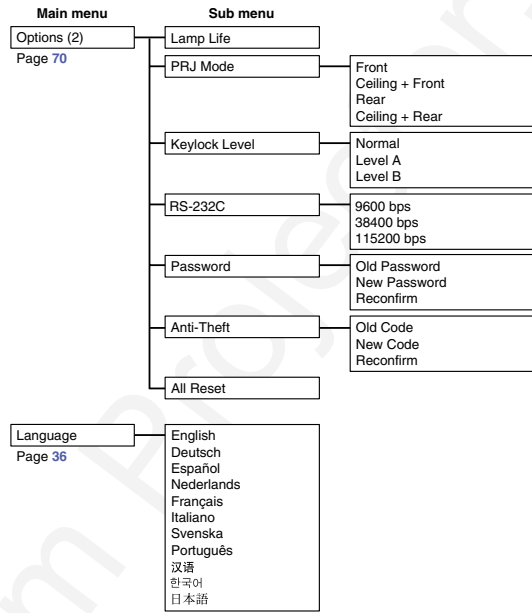 Main menu
Sub menu
Options (2)
Page 70
Lamp Life
PRJ Mode
Front
Ceiling + Front
Rear
Ceiling + Rear
Keylock Level
Normal
Level A
Level B
RS-232C
9600 bps
38400 bps
115200 bps
Password
Old Password
New Password
Reconfirm
Anti-Theft
Old Code
New Code
Reconfirm
All Reset
Language
Page 36
English
Deutsch
Español
Nederlands
Français
Italiano
Svenska
Português
汉语
한국어
日本語